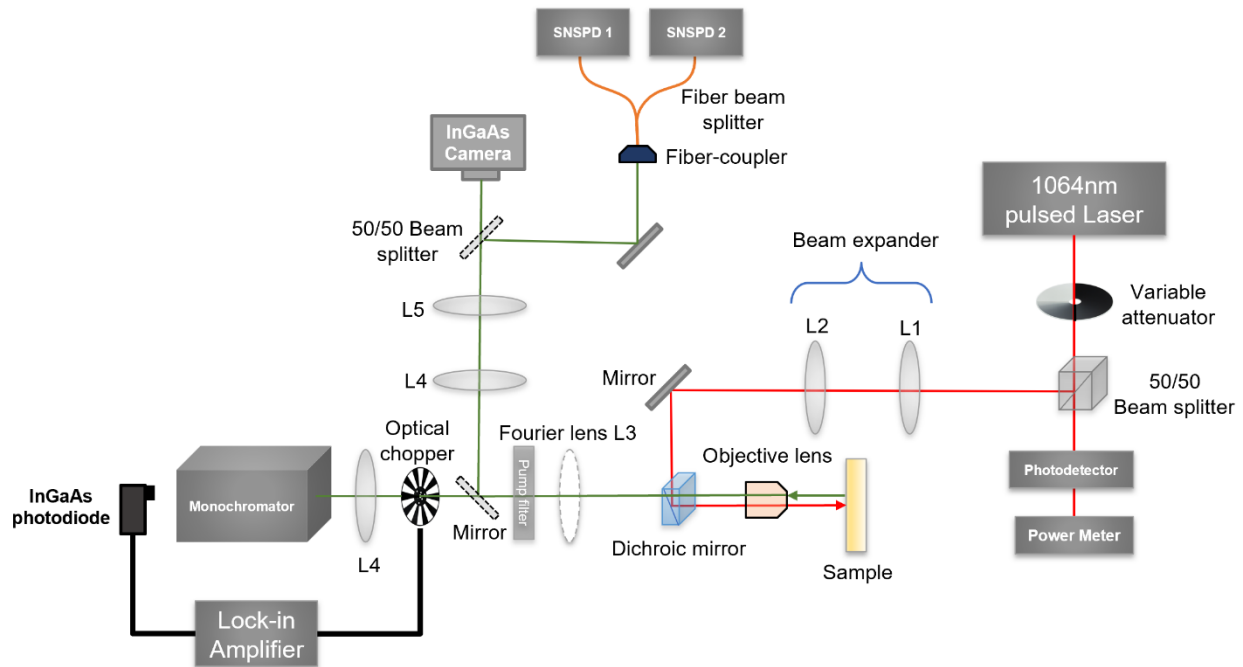 SNSPD 1
SNSPD 2
Fiber beam
splitter
InGaAs
Camera
Fiber-coupler
1064nm
pulsed Laser
50/50 Beam
splitter
Beam expander
Variable
attenuator
L5
L2
L1
L4
Mirror
50/50
Beam splitter
Optical
chopper
Fourier lens L3
Objective lens
Pump filter
Photodetector
InGaAs
photodiode
Monochromator
Mirror
Dichroic mirror
Power Meter
L4
Sample
Lock-in
Amplifier